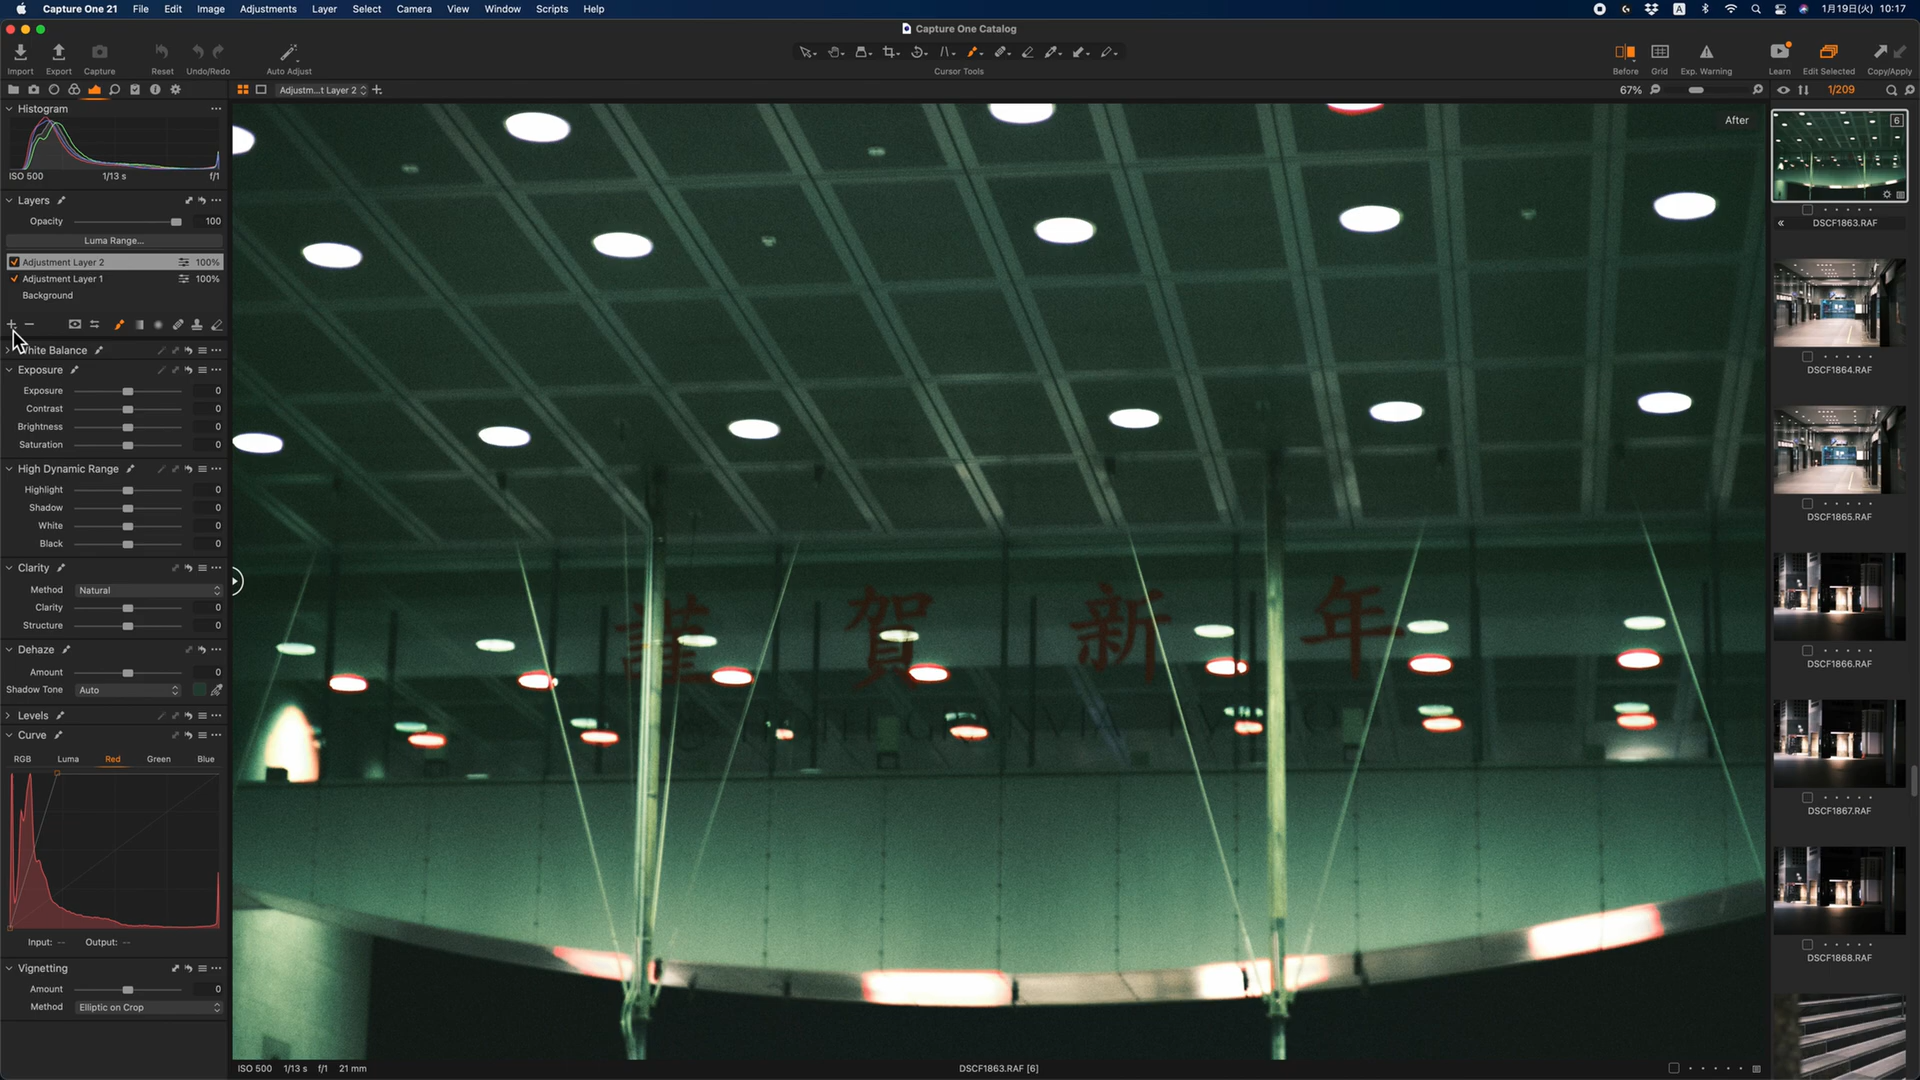 Capture One 21 File Edit Image Adjustments Layer Select Camera View Window Scripts Help
A 1月19日(火) 10:17
Capture One Catalog
Import Export Capture Reset Undo/Redo Auto Adjust
Cursor Tools
Before Grid Exp. Warning Learn Edit Selected Copy/Apply
Adjustm...t Layer 2
67%
1/209
Histogram
ISO 500 1/13 s f/1
Layers
Opacity 100
Luma Range...
Adjustment Layer 2 100%
Adjustment Layer 1 100%
Background
White Balance
Exposure
Exposure 0
Contrast 0
Brightness 0
Saturation 0
High Dynamic Range
Highlight 0
Shadow 0
White 0
Black 0
Clarity
Method Natural
Clarity 0
Structure 0
Dehaze
Amount 0
Shadow Tone Auto
Levels
Curve
RGB Luma Red Green Blue
Input: -- Output: --
Vignetting
Amount 0
Method Elliptic on Crop
After
謹賀新年
ISO 500 1/13 s f/1 21 mm
DSCF1863.RAF [6]
6
DSCF1863.RAF
DSCF1864.RAF
DSCF1865.RAF
DSCF1866.RAF
DSCF1867.RAF
DSCF1868.RAF